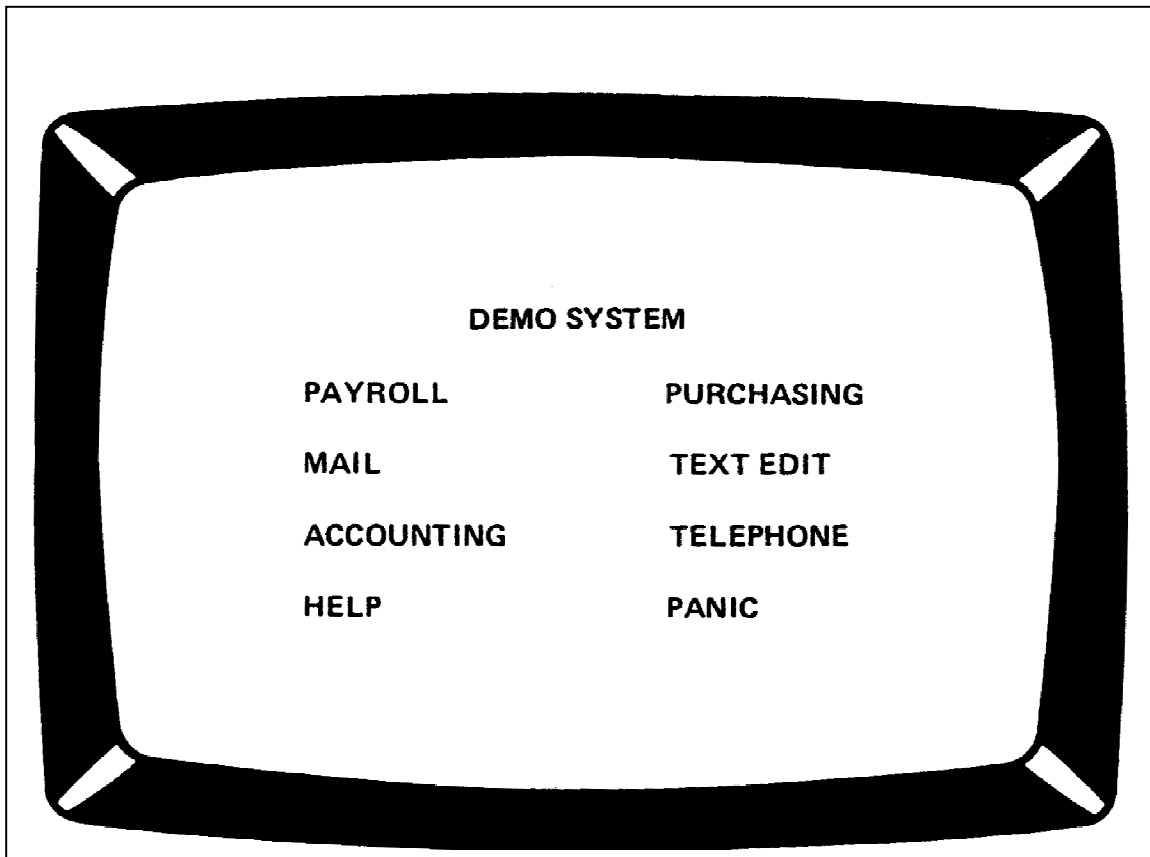 DEMO SYSTEM
PAYROLL PURCHASING
MAIL TEXT EDIT
ACCOUNTING TELEPHONE
HELP PANIC